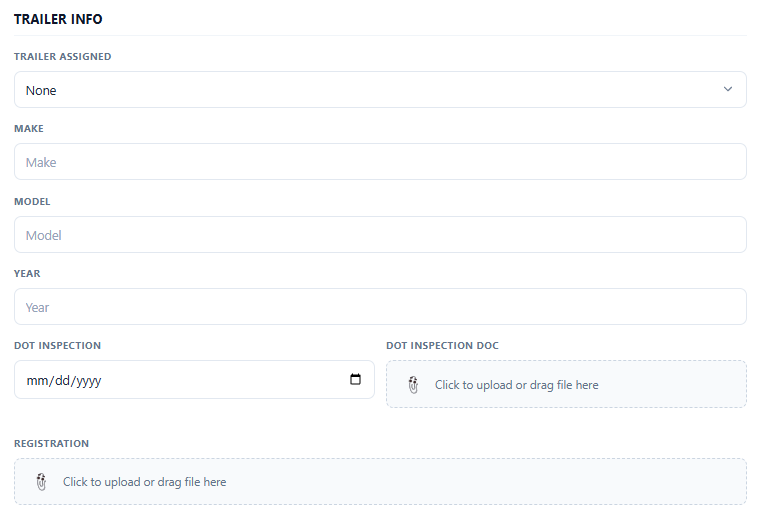 TRAILER INFO
TRAILER ASSIGNED
None
MAKE
Make
MODEL
Model
YEAR
Year
DOT INSPECTION
mm/dd/yyyy
DOT INSPECTION DOC
Click to upload or drag file here
REGISTRATION
Click to upload or drag file here